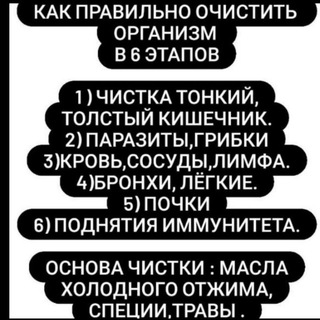 КАК ПРАВИЛЬНО ОЧИСТИТЬ
ОРГАНИЗМ
В 6 ЭТАПОВ
1) ЧИСТКА ТОНКИЙ,
ТОЛСТЫЙ КИШЕЧНИК.
2) ПАРАЗИТЫ,ГРИБКИ
3)КРОВЬ,СОСУДЫ,ЛИМФА.
4)БРОНХИ, ЛЁГКИЕ.
5) ПОЧКИ
6) ПОДНЯТИЯ ИММУНИТЕТА.
ОСНОВА ЧИСТКИ : МАСЛА
ХОЛОДНОГО ОТЖИМА,
СПЕЦИИ,ТРАВЫ .